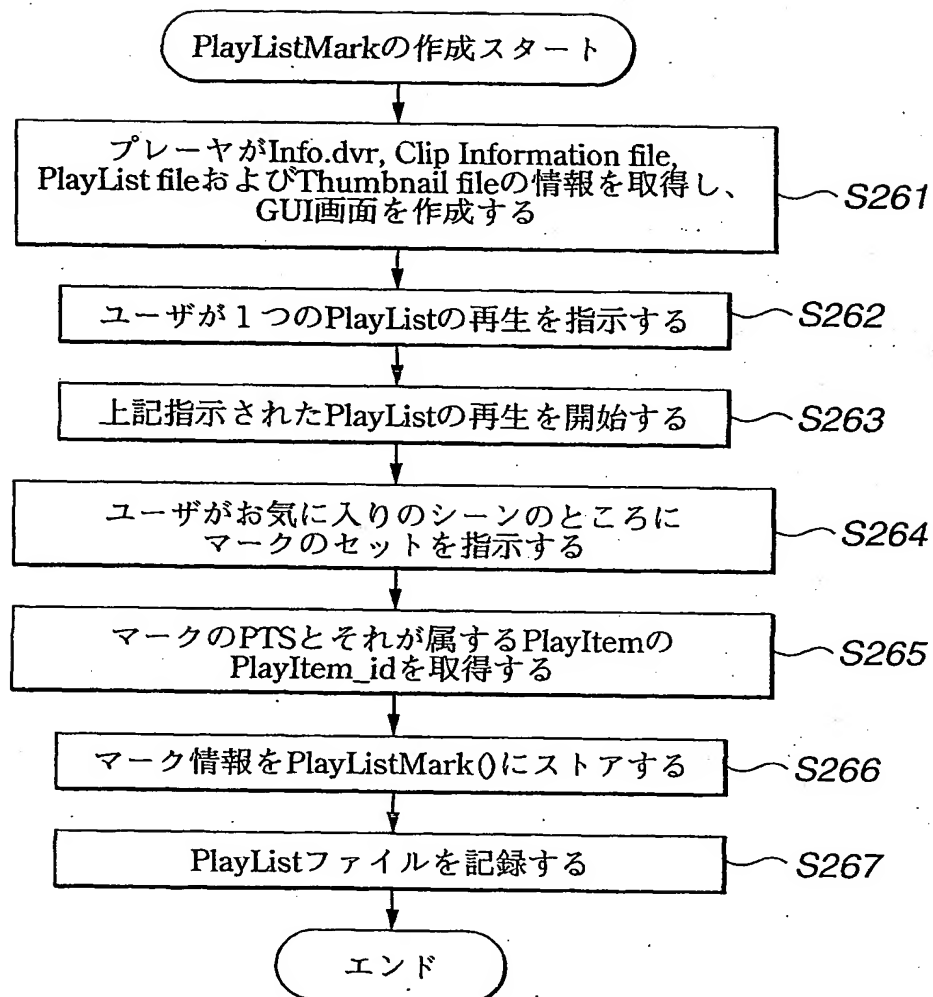 PlayListMarkの作成スタート
プレーヤがInfo.dvr, Clip Information file,
PlayList fileおよびThumbnail fileの情報を取得し、
GUI画面を作成する
S261
ユーザが１つのPlayListの再生を指示する
S262
上記指示されたPlayListの再生を開始する
S263
ユーザがお気に入りのシーンのところに
マークのセットを指示する
S264
マークのPTSとそれが属するPlayItemの
PlayItem_idを取得する
S265
マーク情報をPlayListMark()にストアする
S266
PlayListファイルを記録する
S267
エンド